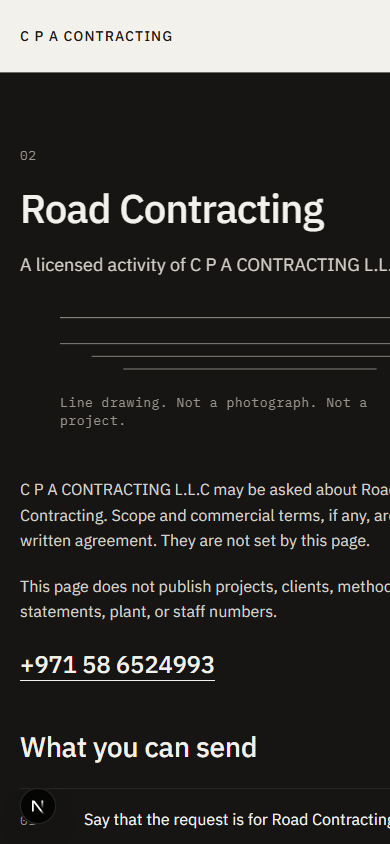 C P A CONTRACTING
02
Road Contracting
A licensed activity of C P A CONTRACTING L.L.
Line drawing. Not a photograph. Not a
project.
C P A CONTRACTING L.L.C may be asked about
Contracting. Scope and commercial terms, if any,
written agreement. They are not set by this page.
This page does not publish projects, clients,
statements, plant, or staff numbers.
+971 58 6524993
What you can send
N
Say that the request is for Road Contracting